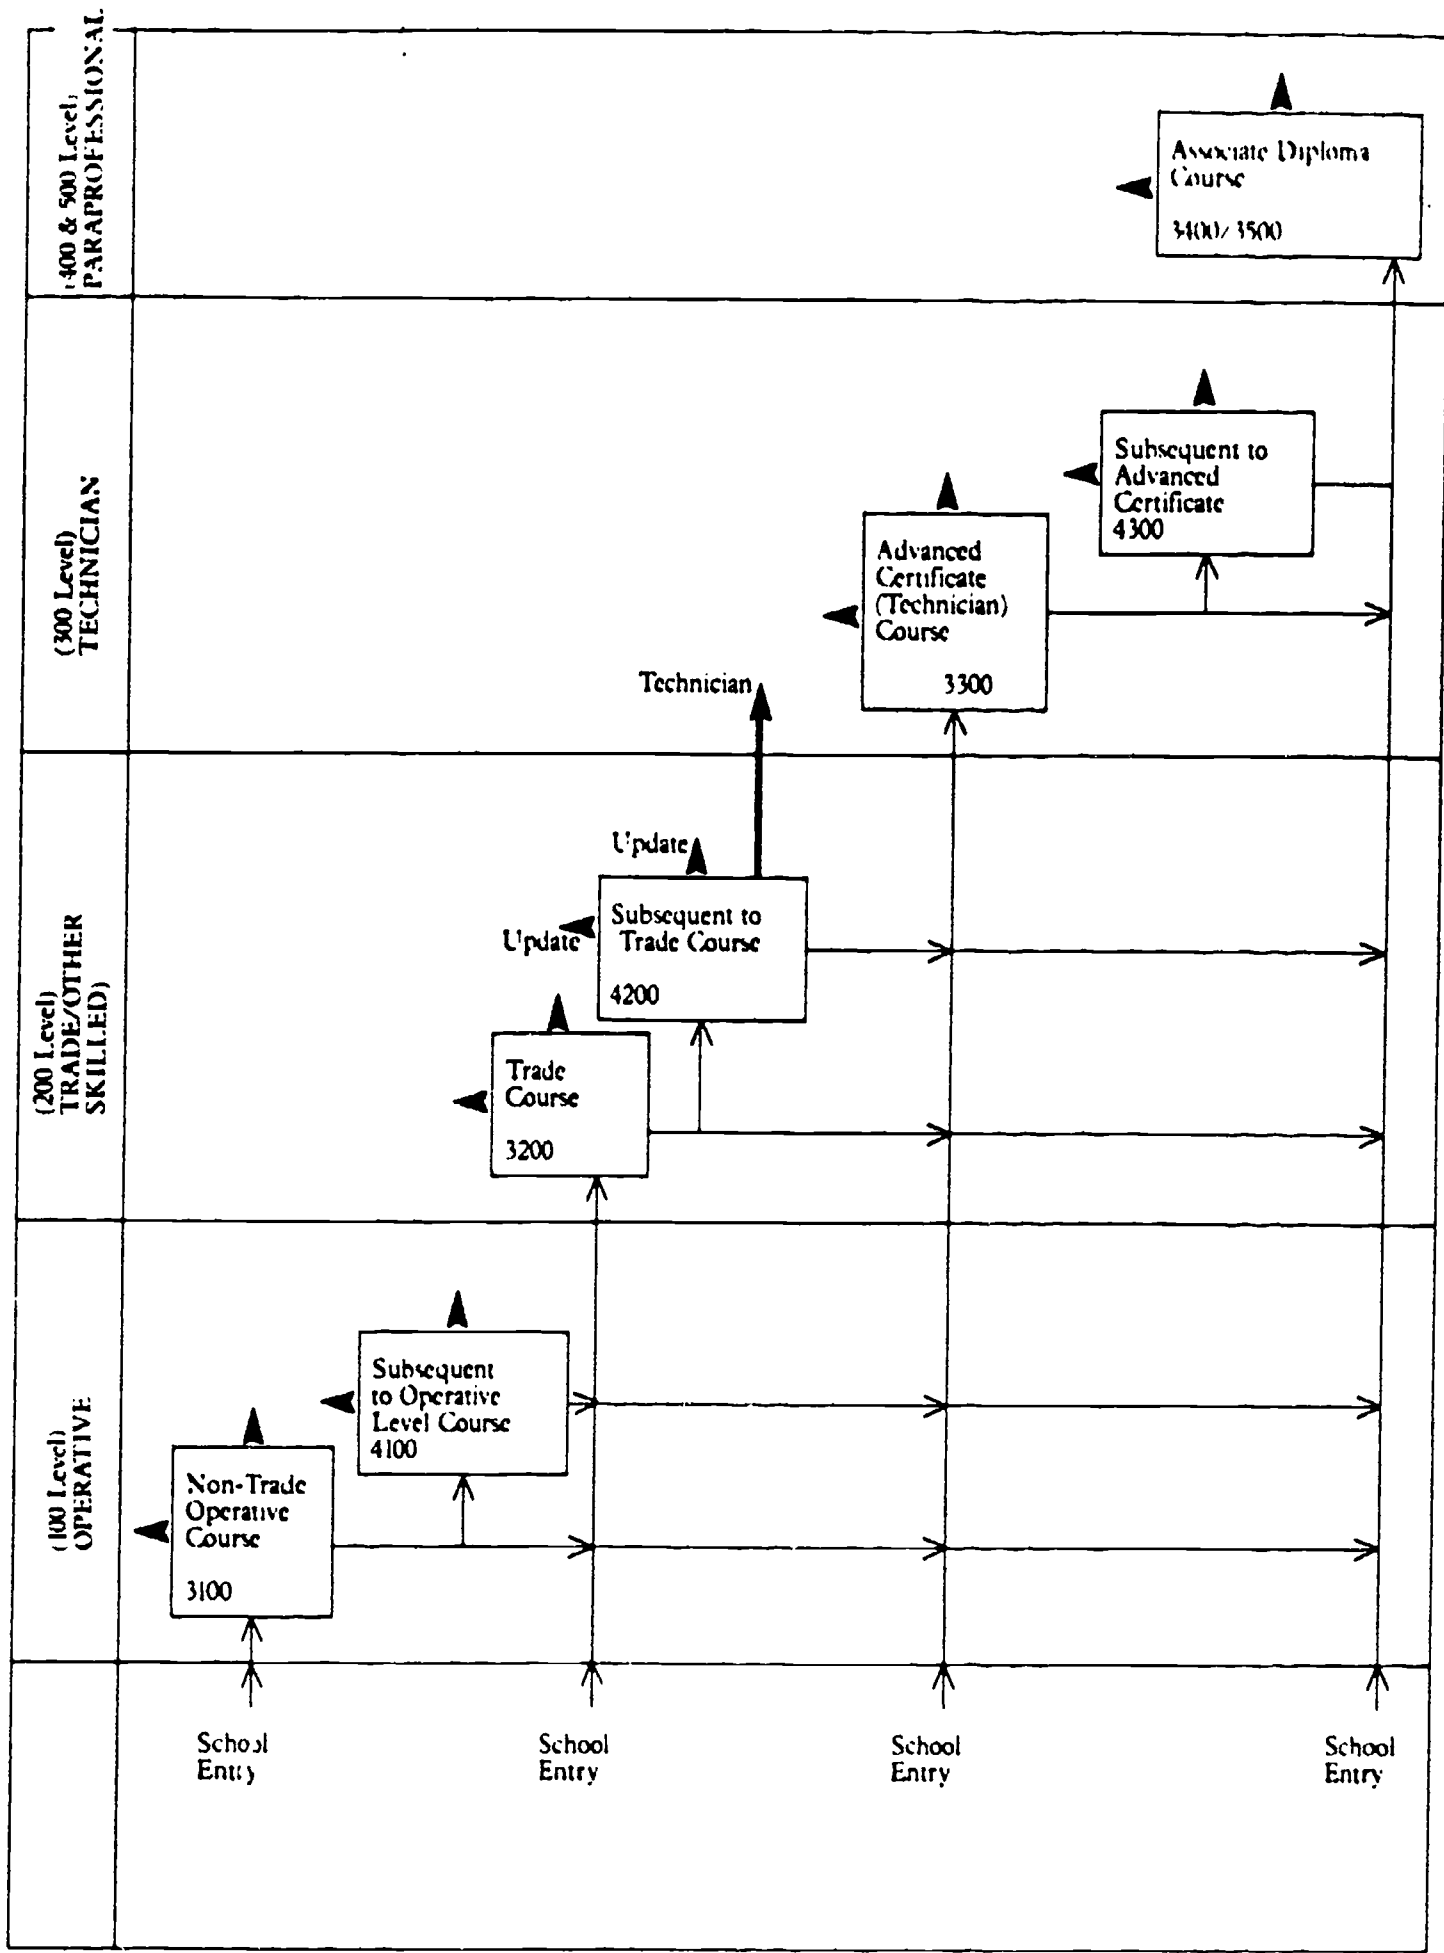 (400 & 500 Level)
PARAPROFESSIONAL
Associate Diploma
Course
3400/3500
(300 Level)
TECHNICIAN
Subsequent to
Advanced
Certificate
4300
Advanced
Certificate
(Technician)
Course
3300
Technician
(200 Level)
TRADE/OTHER
SKILLED)
Update
Update
Subsequent to
Trade Course
4200
Trade
Course
3200
(100 Level)
OPERATIVE
Subsequent
to Operative
Level Course
4100
Non-Trade
Operative
Course
3100
School
Entry
School
Entry
School
Entry
School
Entry